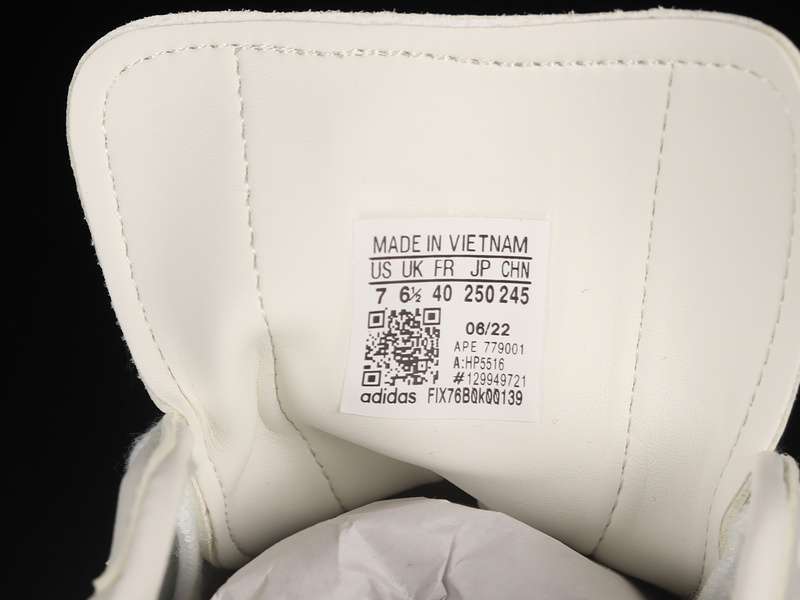 MADE IN VIETNAM
US UK FR JP CHN
7 6½ 40 250 245
06/22
APE 779001
A:HP5516
#129949721
adidas FIX76B0k00139